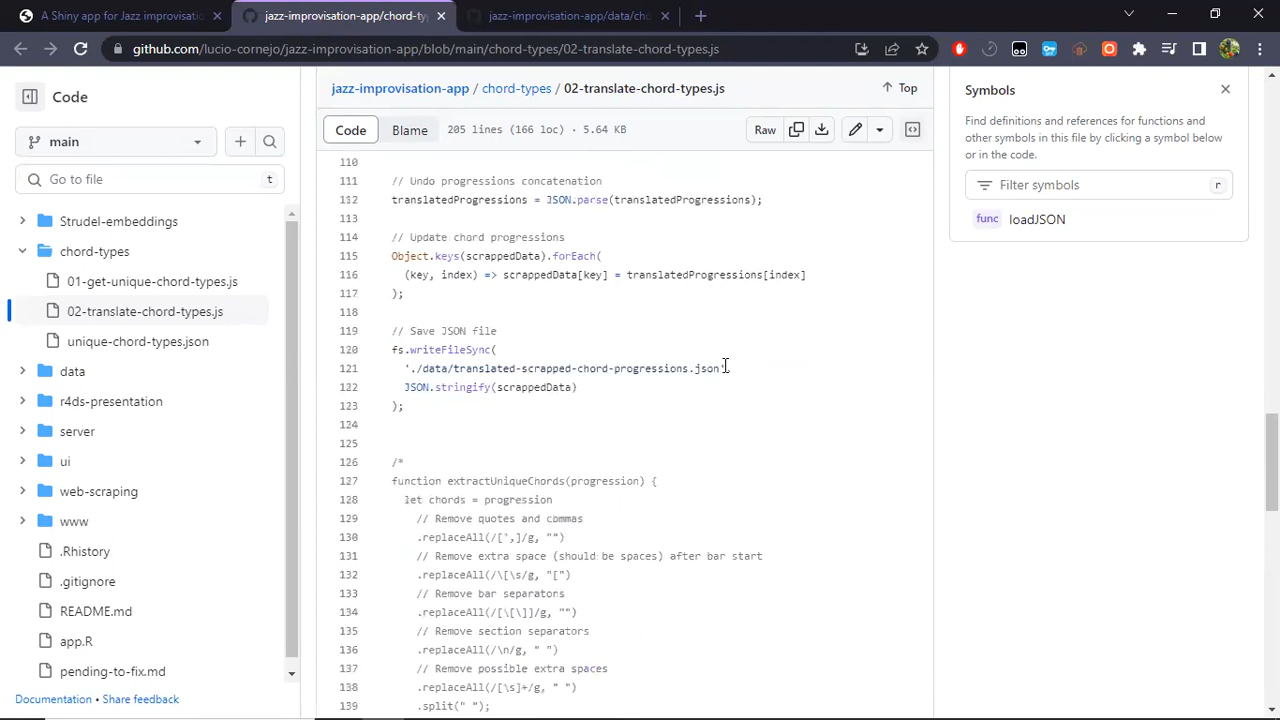 A Shiny app for Jazz improvisation
jazz-improvisation-app/chord-ty
jazz-improvisation-app/data/ch
github.com/lucio-cornejo/jazz-improvisation-app/blob/main/chord-types/02-translate-chord-types.js
Code
main
Go to file
t
Strudel-embeddings
chord-types
01-get-unique-chord-types.js
02-translate-chord-types.js
unique-chord-types.json
data
r4ds-presentation
server
ui
web-scraping
www
.Rhistory
.gitignore
README.md
app.R
pending-to-fix.md
Documentation • Share feedback
jazz-improvisation-app / chord-types / 02-translate-chord-types.js
Top
Code
Blame
205 lines (166 loc) · 5.64 KB
Raw
110
111 // Undo progressions concatenation
112 translatedProgressions = JSON.parse(translatedProgressions);
113
114 // Update chord progressions
115 Object.keys(scrappedData).forEach(
116 (key, index) => scrappedData[key] = translatedProgressions[index]
117 );
118
119 // Save JSON file
120 fs.writeFileSync(
121 './data/translated-scrapped-chord-progressions.json',
122 JSON.stringify(scrappedData)
123 );
124
125
126 /*
127 function extractUniqueChords(progression) {
128 let chords = progression
129 // Remove quotes and commas
130 .replaceAll(/[",]/g, "")
131 // Remove extra space (should be spaces) after bar start
132 .replaceAll(/\[\s/g, "[")
133 // Remove bar separators
134 .replaceAll(/[\[\]]/g, "")
135 // Remove section separators
136 .replaceAll(/\n/g, " ")
137 // Remove possible extra spaces
138 .replaceAll(/[\s]+/g, " ")
139 .split(" ");
Symbols
Find definitions and references for functions and
other symbols in this file by clicking a symbol below
or in the code.
Filter symbols
r
func loadJSON